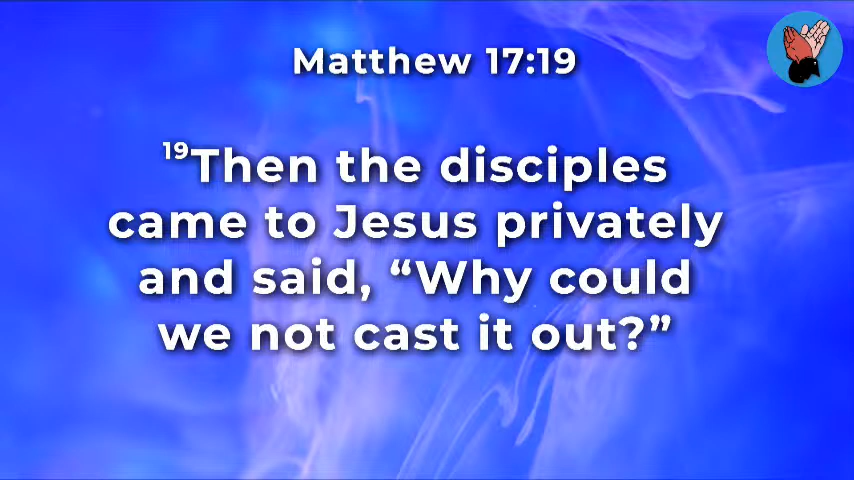 Matthew 17:19
¹⁹Then the disciples
came to Jesus privately
and said, “Why could
we not cast it out?”